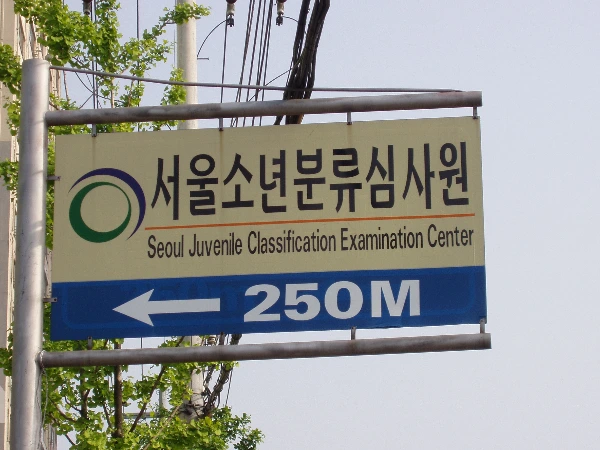 서울소년분류심사원
Seoul Juvenile Classification Examination Center
← 250M